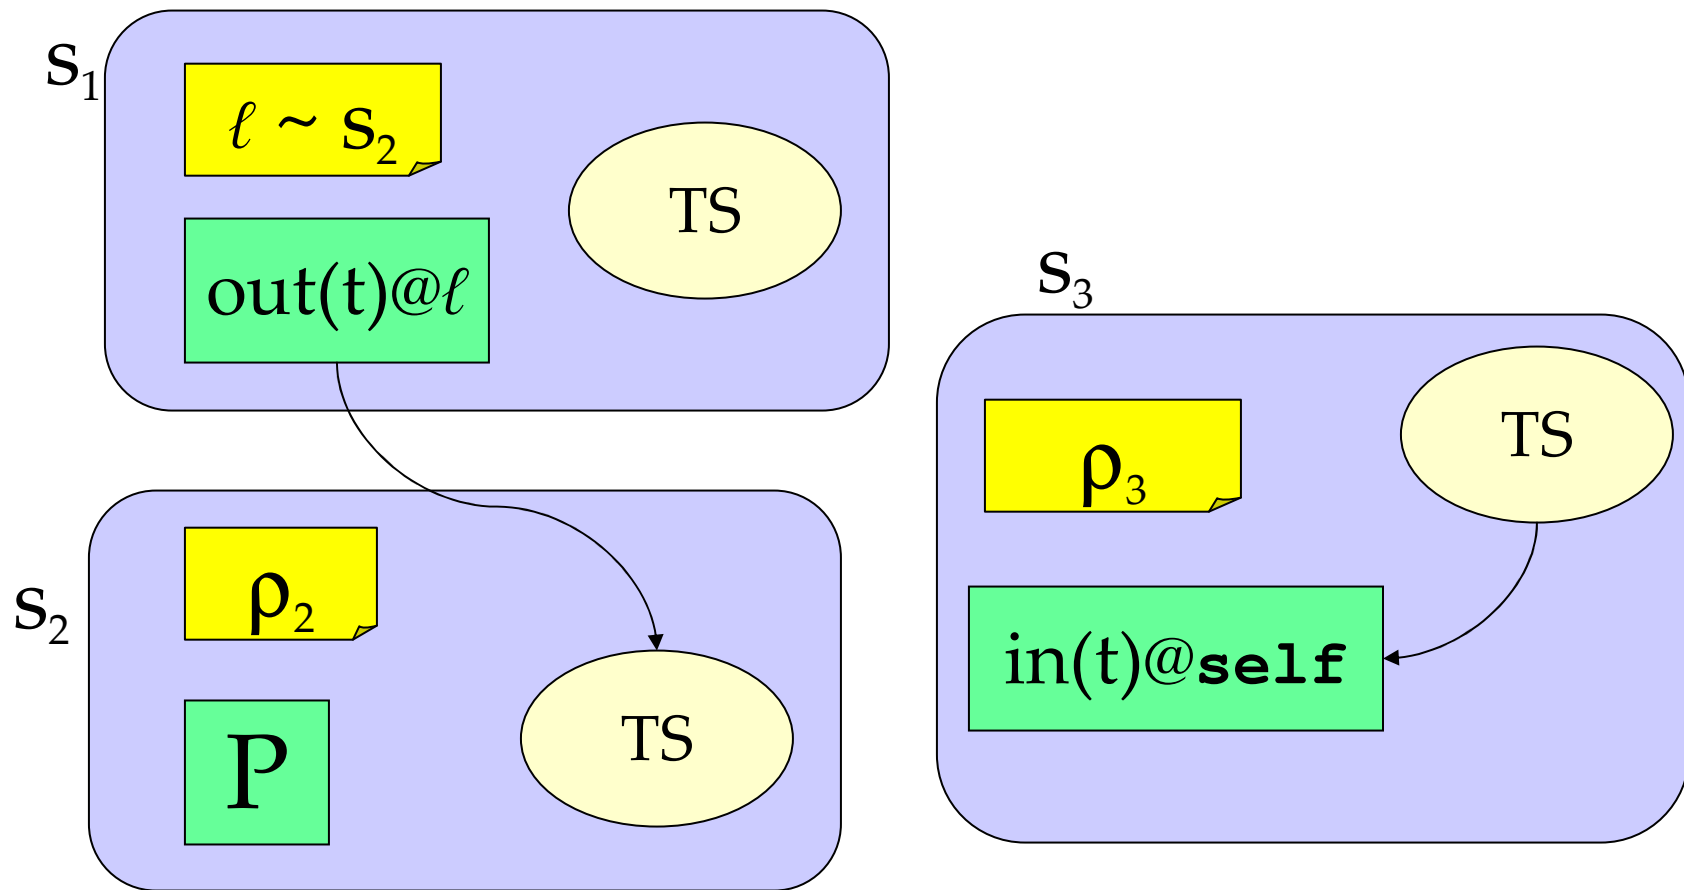 s₁
ℓ ~ s₂
TS
out(t)@ℓ
s₂
ρ₂
P
TS
s₃
ρ₃
TS
in(t)@self